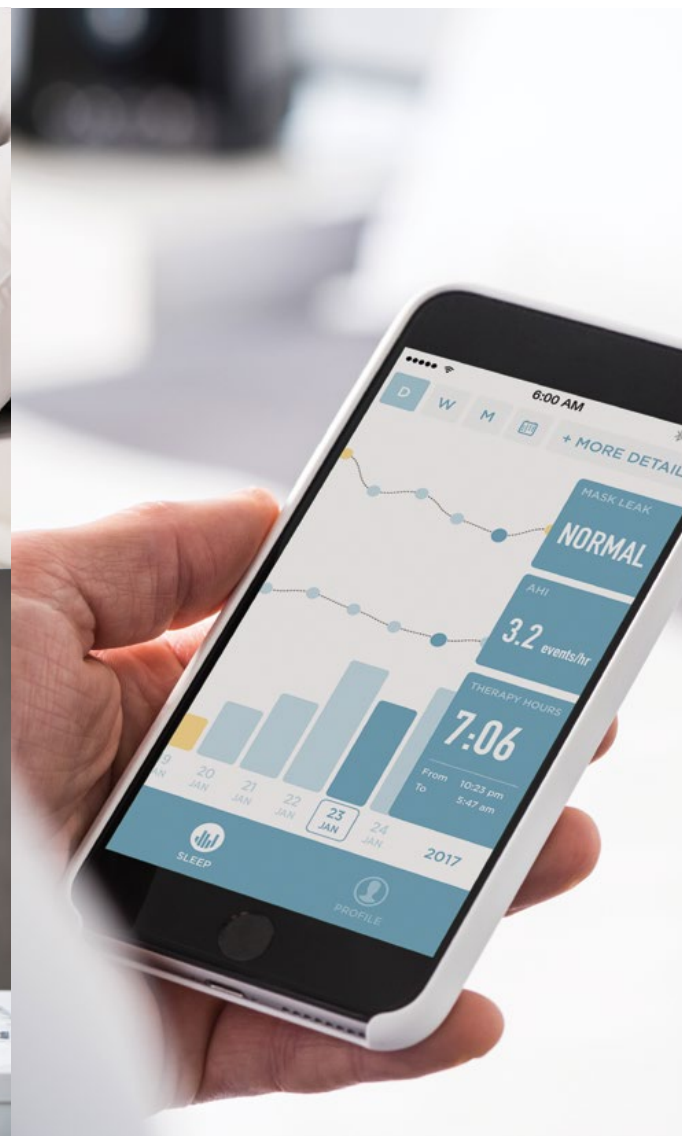 6:00 AM
D W M + MORE DETAIL
MASK LEAK
NORMAL
AHI
3.2 events/hr
THERAPY HOURS
7:06
From 10:23 pm
To 5:47 am
9 20 21 22 23 24
AN JAN JAN JAN JAN JAN
2017
SLEEP
PROFILE